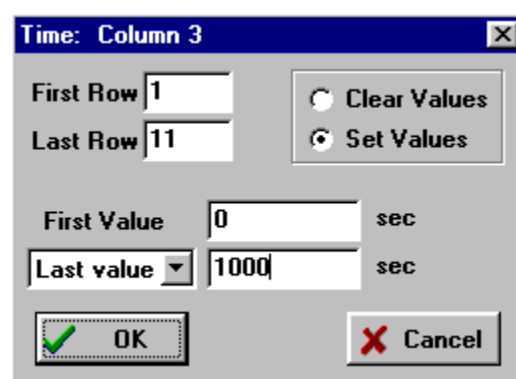 Time: Column 3
First Row 1
Last Row 11
Clear Values
Set Values
First Value 0 sec
Last value 1000 sec
OK
Cancel